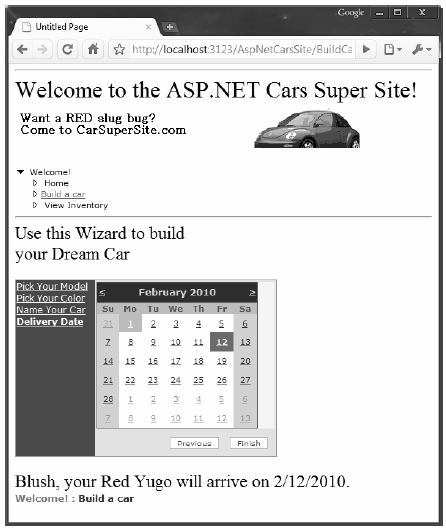 Google
Untitled Page
http://localhost:3123/AspNetCarsSite/BuildCa
Welcome to the ASP.NET Cars Super Site!
Want a RED slug bug?
Come to CarSuperSite.com
Welcome!
Home
Build a car
View Inventory
Use this Wizard to build
your Dream Car
Pick Your Model
Pick Your Color
Name Your Car
Delivery Date
< February 2010 >
Su Mo Tu We Th Fr Sa
31 1 2 3 4 5 6
7 8 9 10 11 12 13
14 15 16 17 18 19 20
21 22 23 24 25 26 27
28 1 2 3 4 5 6
7 8 9 10 11 12 13
Previous Finish
Blush, your Red Yugo will arrive on 2/12/2010.
Welcome! : Build a car